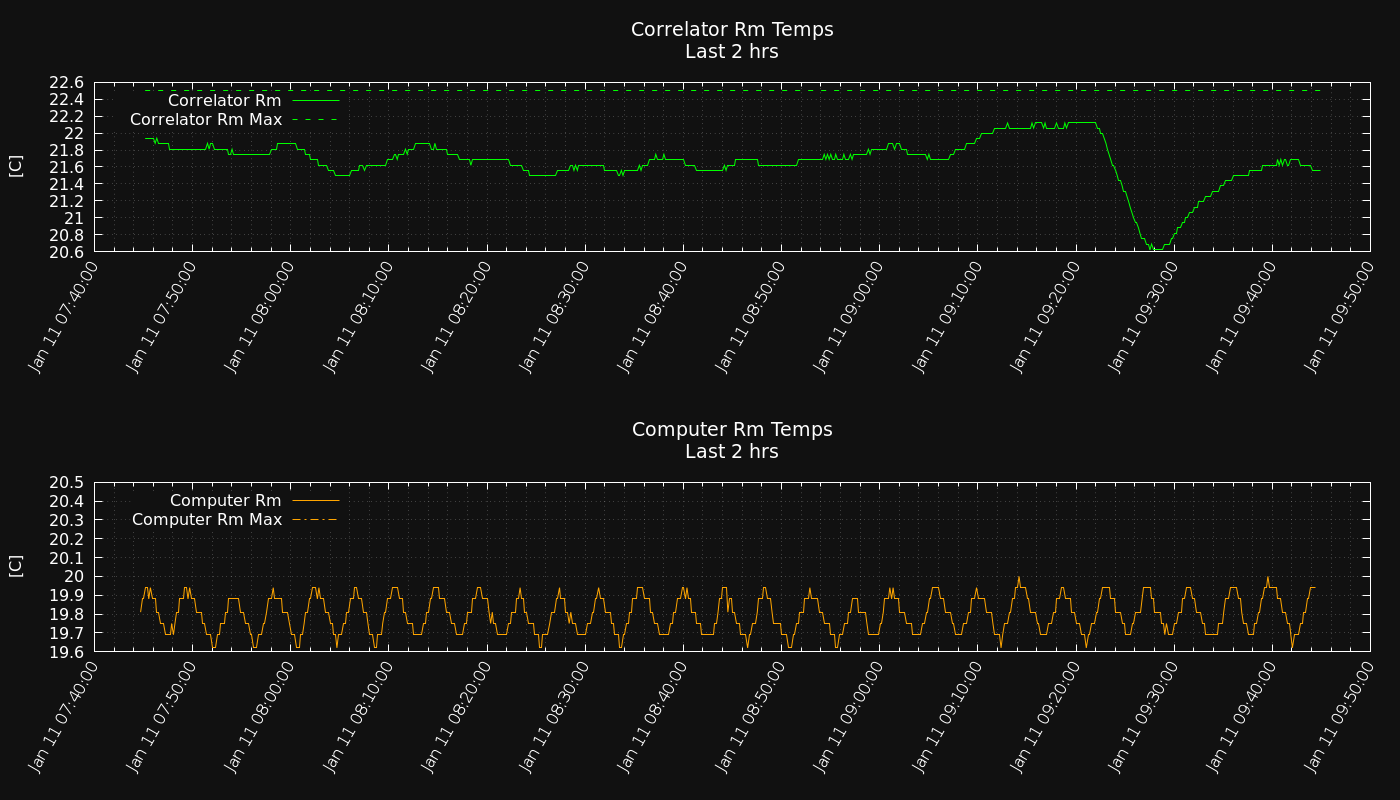 Correlator Rm Temps
Last 2 hrs
22.6
22.4
22.2
22
21.8
21.6
21.4
21.2
21
20.8
20.6
[C]
Correlator Rm
Correlator Rm Max
Jan 11 07:40:00
Jan 11 07:50:00
Jan 11 08:00:00
Jan 11 08:10:00
Jan 11 08:20:00
Jan 11 08:30:00
Jan 11 08:40:00
Jan 11 08:50:00
Jan 11 09:00:00
Jan 11 09:10:00
Jan 11 09:20:00
Jan 11 09:30:00
Jan 11 09:40:00
Jan 11 09:50:00
Computer Rm Temps
Last 2 hrs
20.5
20.4
20.3
20.2
20.1
20
19.9
19.8
19.7
19.6
[C]
Computer Rm
Computer Rm Max
Jan 11 07:40:00
Jan 11 07:50:00
Jan 11 08:00:00
Jan 11 08:10:00
Jan 11 08:20:00
Jan 11 08:30:00
Jan 11 08:40:00
Jan 11 08:50:00
Jan 11 09:00:00
Jan 11 09:10:00
Jan 11 09:20:00
Jan 11 09:30:00
Jan 11 09:40:00
Jan 11 09:50:00